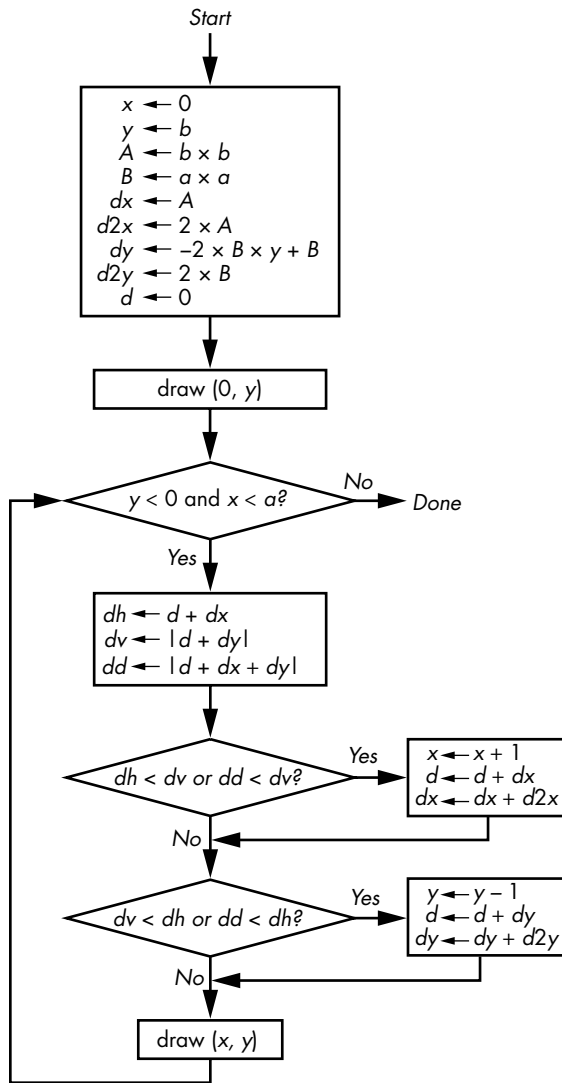 Start
x ← 0
y ← b
A ← b × b
B ← a × a
dx ← A
d2x ← 2 × A
dy ← –2 × B × y + B
d2y ← 2 × B
d ← 0
draw (0, y)
y < 0 and x < a?
No
Done
Yes
dh ← d + dx
dv ← |d + dy|
dd ← |d + dx + dy|
dh < dv or dd < dv?
Yes
x ← x + 1
d ← d + dx
dx ← dx + d2x
No
dv < dh or dd < dh?
Yes
y ← y – 1
d ← d + dy
dy ← dy + d2y
No
draw (x, y)